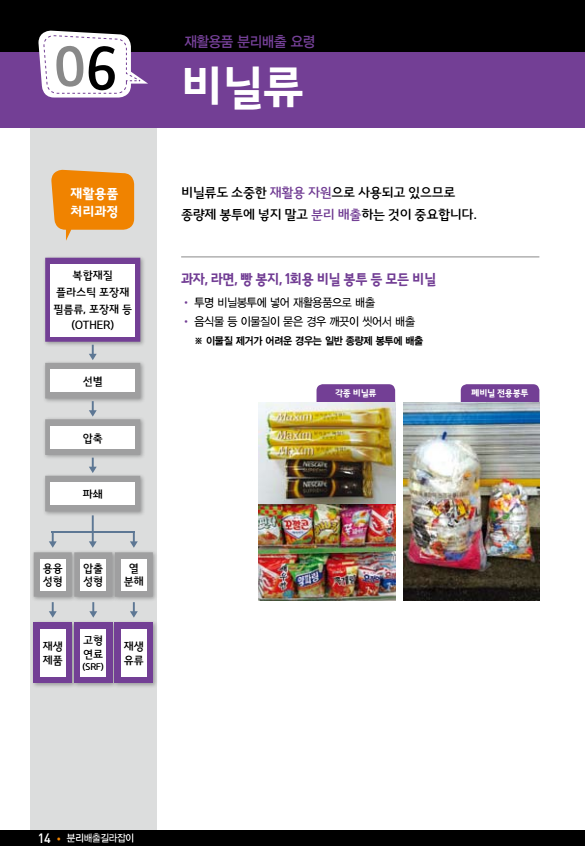 06
재활용품 분리배출 요령
비닐류
재활용품
처리과정
복합재질
플라스틱 포장재
필름류, 포장재 등
(OTHER)
선별
압축
파쇄
용융
성형
압출
성형
열
분해
재생
제품
고형
연료
(SRF)
재생
유류
비닐류도 소중한 재활용 자원으로 사용되고 있으므로
종량제 봉투에 넣지 말고 분리 배출하는 것이 중요합니다.
과자, 라면, 빵 봉지, 1회용 비닐 봉투 등 모든 비닐
• 투명 비닐봉투에 넣어 재활용품으로 배출
• 음식물 등 이물질이 묻은 경우 깨끗이 씻어서 배출
※ 이물질 제거가 어려운 경우는 일반 종량제 봉투에 배출
각종 비닐류
폐비닐 전용봉투
Maxim
Maxim
Maxim
NESCAFE
NESCAFE
꼬깔콘
양파링
14 • 분리배출길라잡이